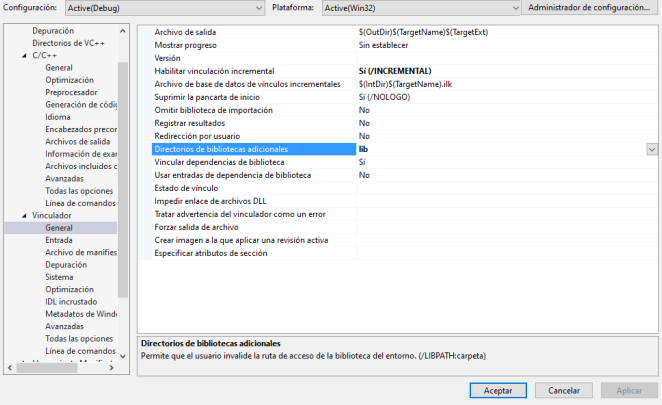 Configuración: Active(Debug) Plataforma: Active(Win32) Administrador de configuración...
Depuración
Directorios de VC++
C/C++
General
Optimización
Preprocesador
Generación de códig
Idioma
Encabezados precor
Archivos de salida
Información de exar
Archivos incluidos c
Avanzadas
Todas las opciones
Línea de comandos
Vinculador
General
Entrada
Archivo de manifies
Depuración
Sistema
Optimización
IDL incrustado
Metadatos de Windo
Avanzadas
Todas las opciones
Línea de comandos
Archivo de salida $(OutDir)$(TargetName)$(TargetExt)
Mostrar progreso Sin establecer
Versión
Habilitar vinculación incremental Sí (/INCREMENTAL)
Archivo de base de datos de vínculos incrementales $(IntDir)$(TargetName).ilk
Suprimir la pancarta de inicio Sí (/NOLOGO)
Omitir biblioteca de importación No
Registrar resultados No
Redirección por usuario No
Directorios de bibliotecas adicionales lib
Vincular dependencias de biblioteca Sí
Usar entradas de dependencia de biblioteca No
Estado de vínculo
Impedir enlace de archivos DLL
Tratar advertencia del vinculador como un error
Forzar salida de archivo
Crear imagen a la que aplicar una revisión activa
Especificar atributos de sección
Directorios de bibliotecas adicionales
Permite que el usuario invalide la ruta de acceso de la biblioteca del entorno. (/LIBPATH:carpeta)
Aceptar Cancelar Aplicar